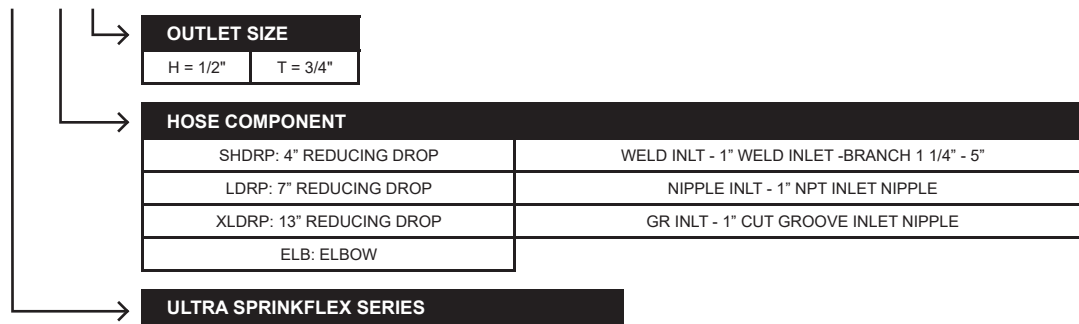 OUTLET SIZE
H = 1/2" T = 3/4"
HOSE COMPONENT
SHDRP: 4” REDUCING DROP WELD INLT - 1” WELD INLET -BRANCH 1 1/4” - 5”
LDRP: 7” REDUCING DROP NIPPLE INLT - 1” NPT INLET NIPPLE
XLDRP: 13” REDUCING DROP GR INLT - 1” CUT GROOVE INLET NIPPLE
ELB: ELBOW
ULTRA SPRINKFLEX SERIES